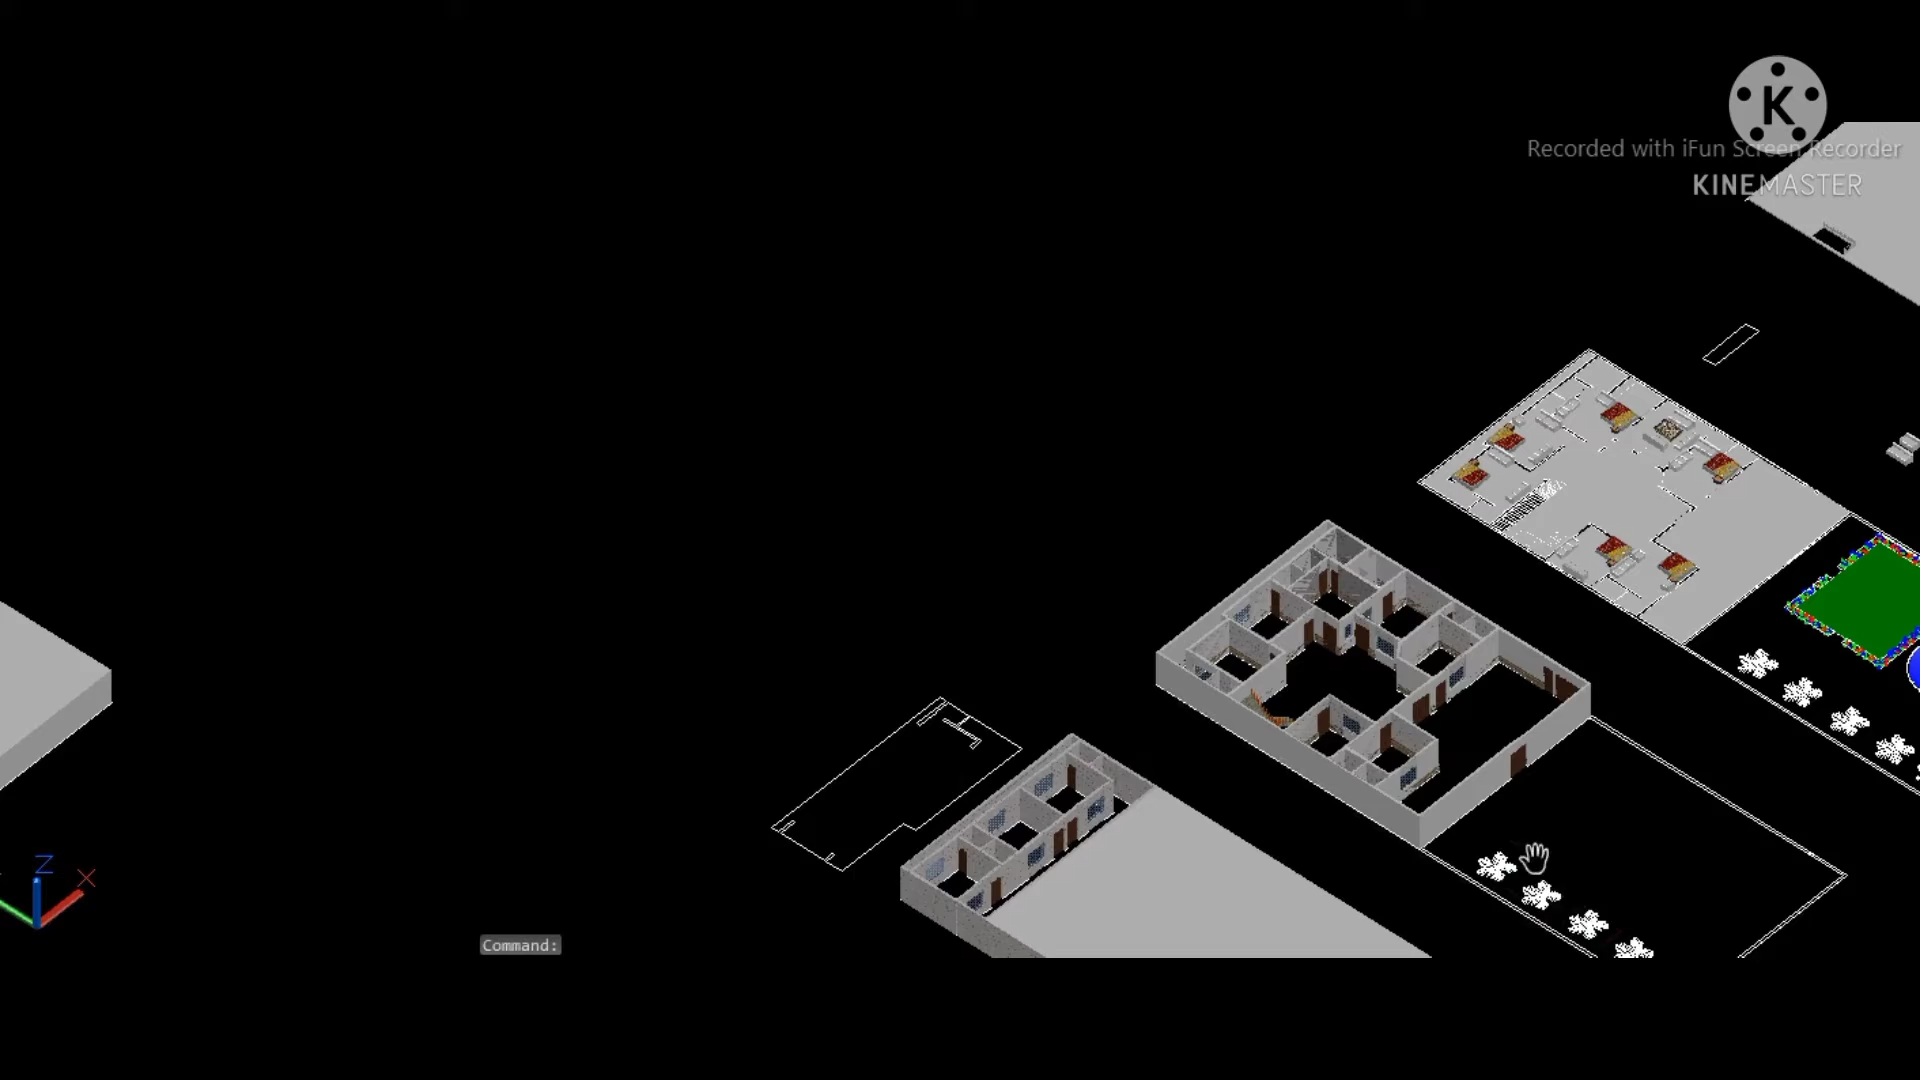 K
Recorded with iFun Screen Recorder
KINEMASTER
Z
X
Command: